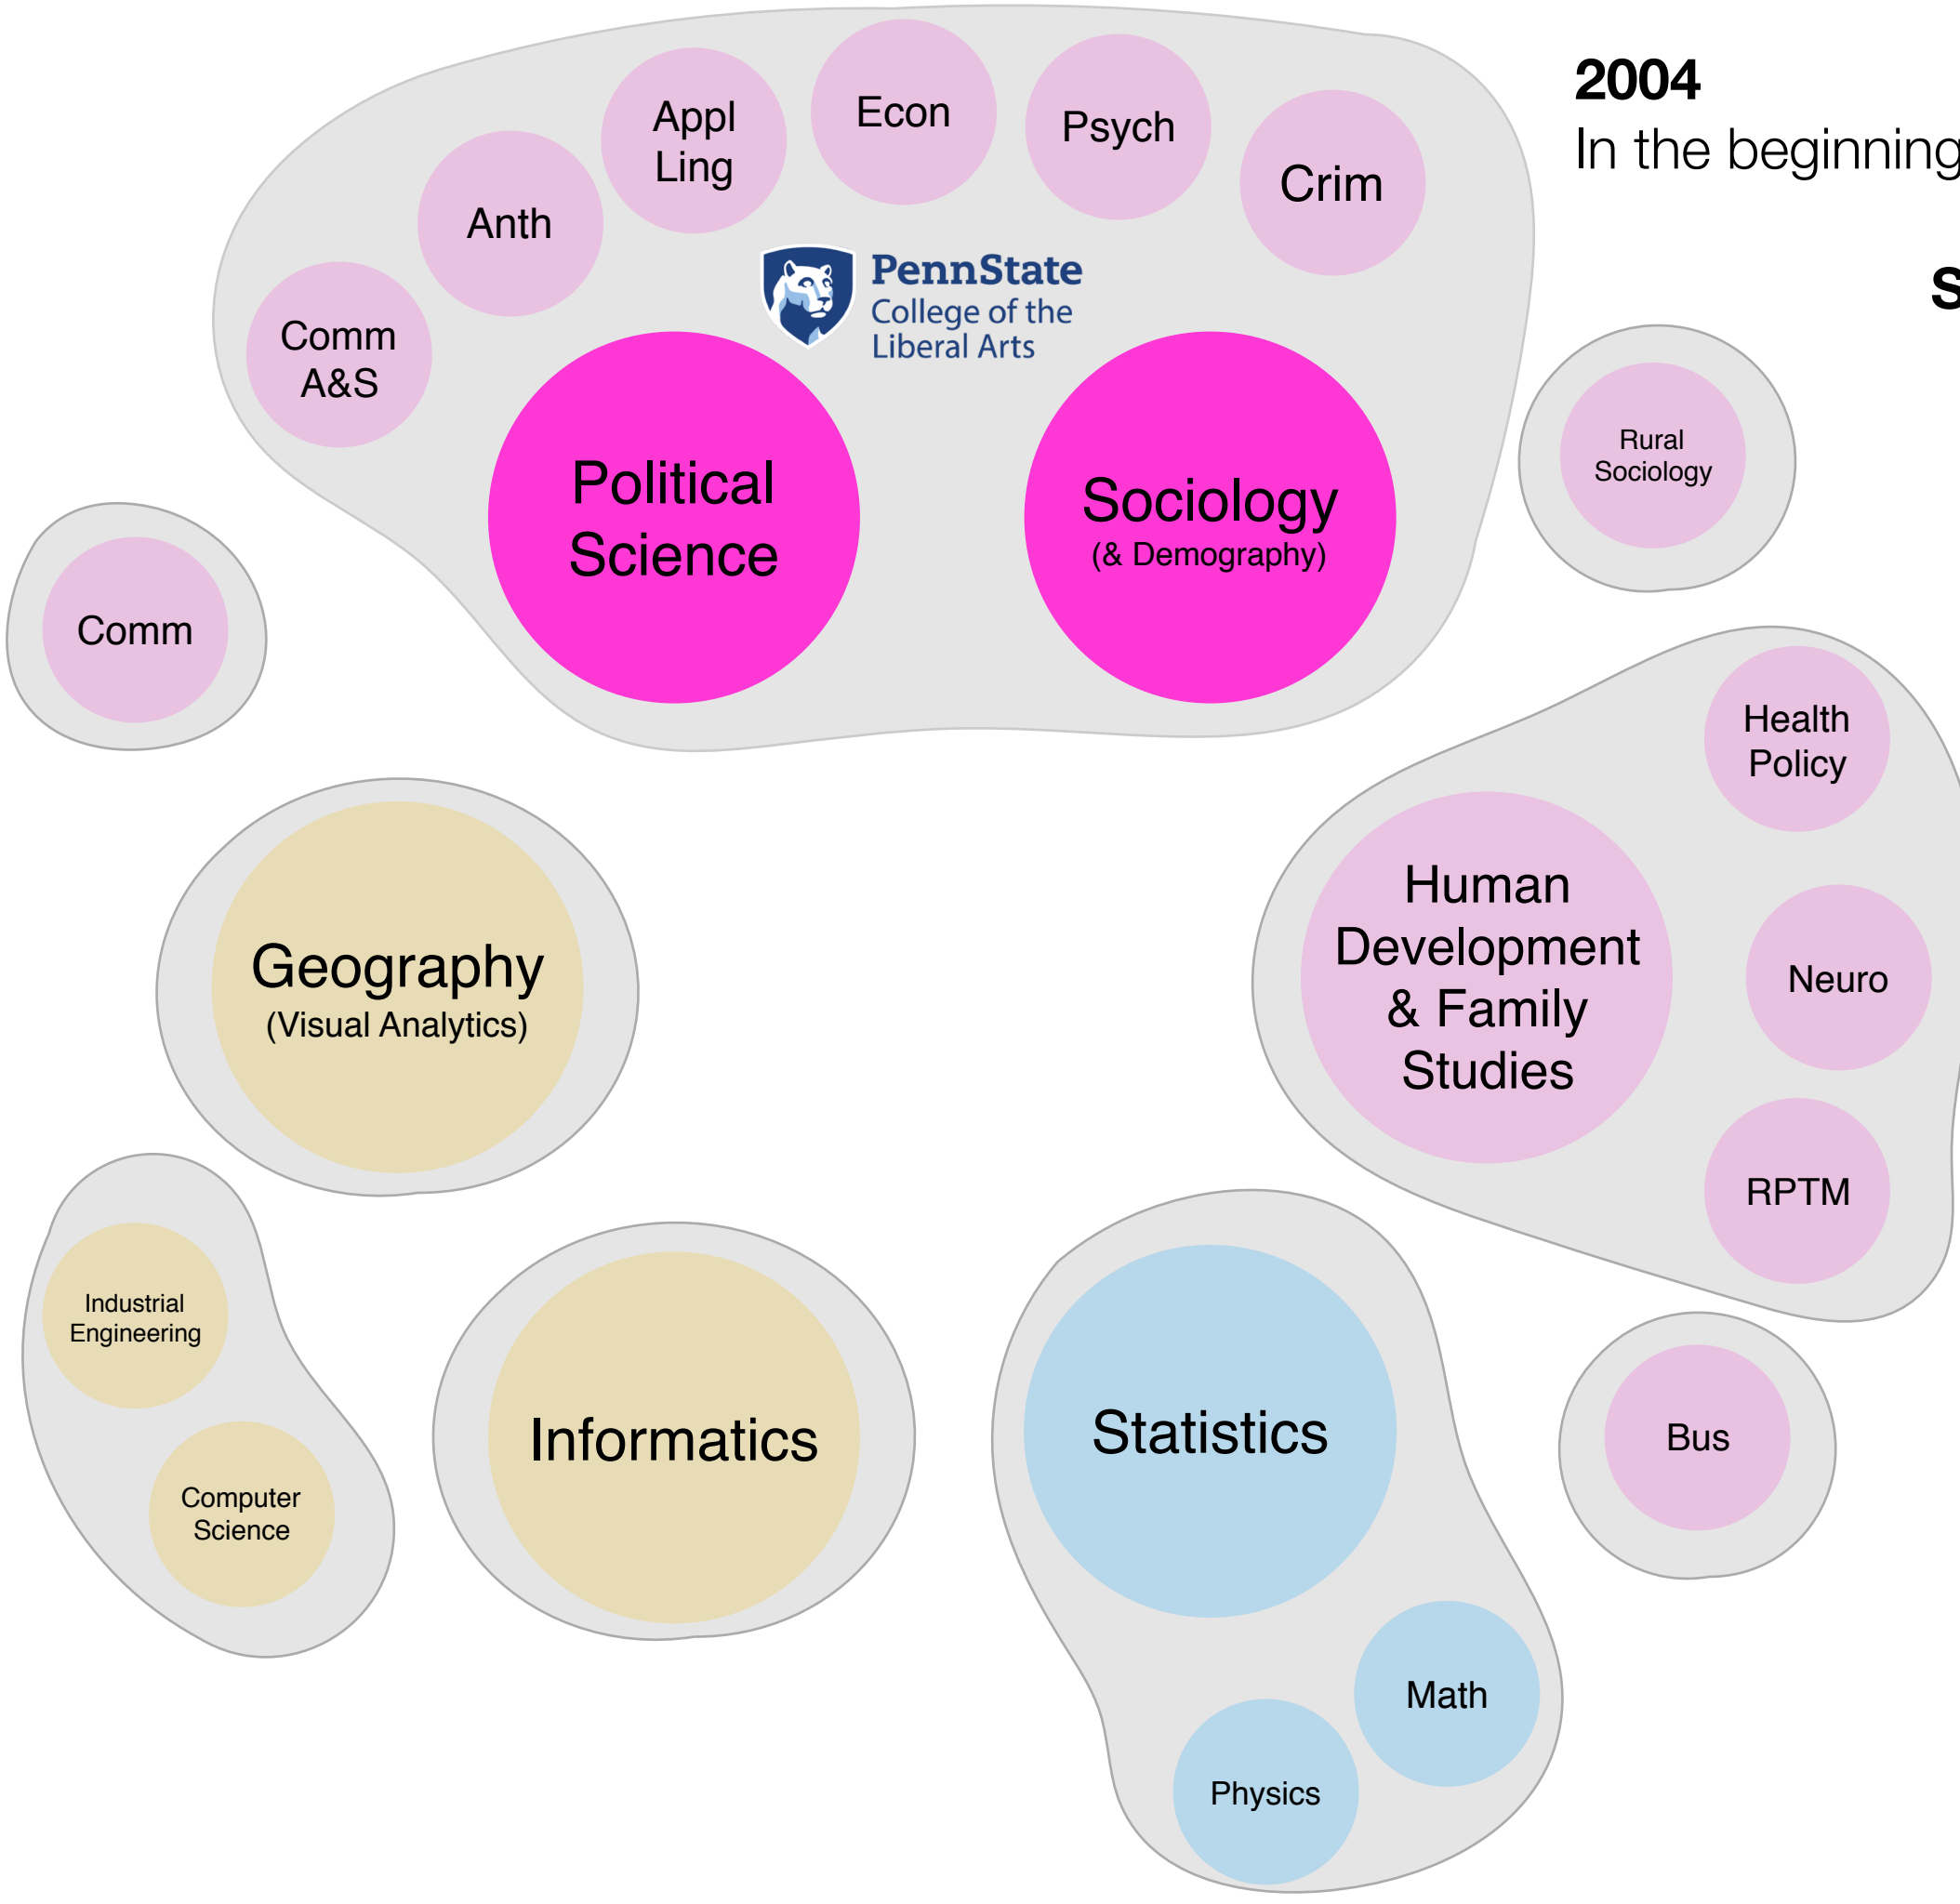 2004
In the beginning
S
Econ
Psych
Appl
Ling
Crim
Anth
PennState
College of the
Liberal Arts
Comm
A&S
Political
Science
Sociology
(& Demography)
Rural
Sociology
Comm
Health
Policy
Human
Development
& Family
Studies
Neuro
RPTM
Geography
(Visual Analytics)
Industrial
Engineering
Computer
Science
Informatics
Statistics
Bus
Math
Physics